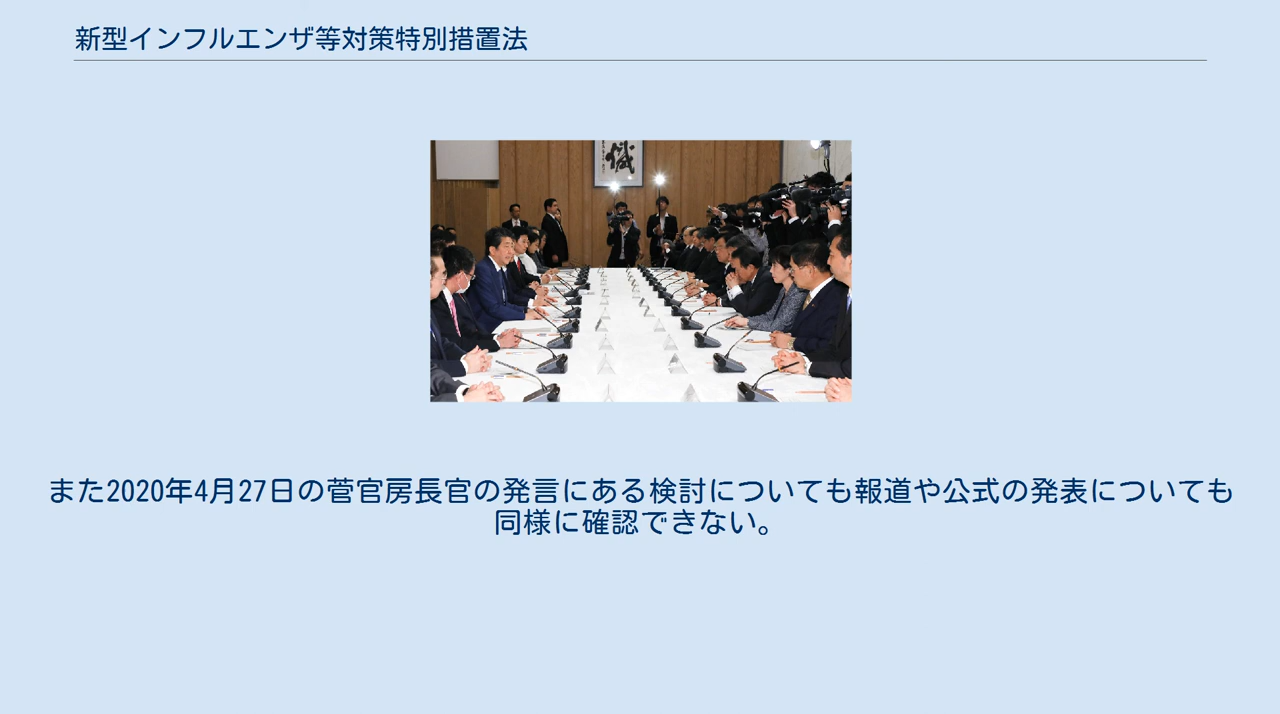 新型インフルエンザ等対策特別措置法
また2020年4月27日の菅官房長官の発言にある検討についても報道や公式の発表についても
同様に確認できない。